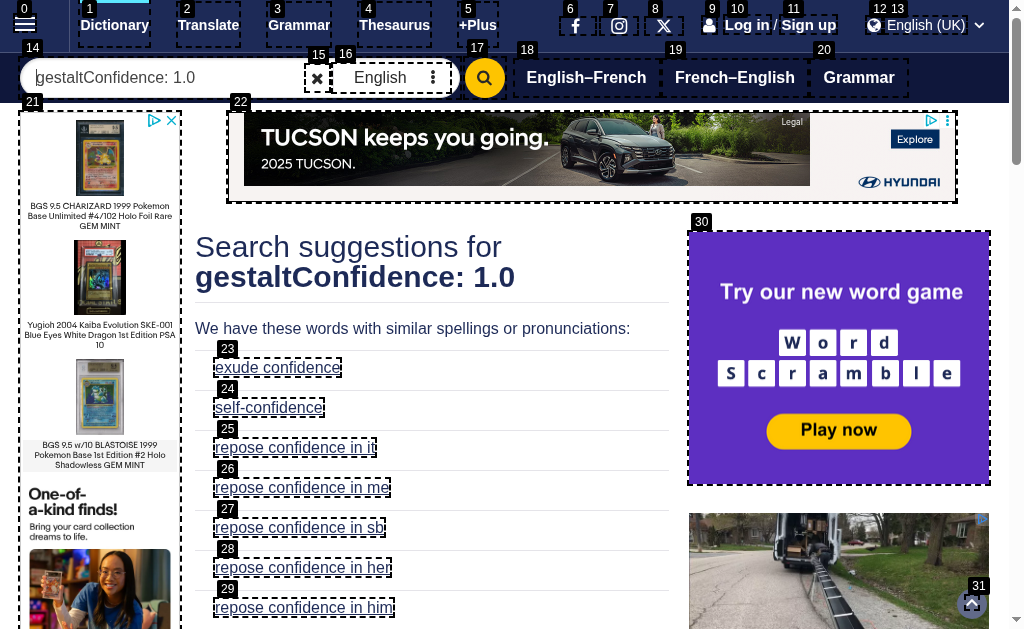 0
1
2
3
4
5
6
7
8
9
10
11
12
13
Dictionary
Translate
Grammar
Thesaurus
+Plus
Log in / Sign up
English (UK)
14
15
16
17
18
19
20
gestaltConfidence: 1.0
English
English–French
French–English
Grammar
21
22
BGS 9.5 CHARIZARD 1999 Pokemon
Base Unlimited #4/102 Holo Foil Rare
GEM MINT
Yugioh 2004 Kaiba Evolution SKE-001
Blue Eyes White Dragon 1st Edition PSA
10
BGS 9.5 w/10 BLASTOISE 1999
Pokemon Base 1st Edition #2 Holo
Shadowless GEM MINT
One-of-
a-kind finds!
Bring your card collection
dreams to life.
TUCSON keeps you going.
2025 TUCSON.
Legal
Explore
HYUNDAI
Search suggestions for
gestaltConfidence: 1.0
We have these words with similar spellings or pronunciations:
23
exude confidence
24
self-confidence
25
repose confidence in it
26
repose confidence in me
27
repose confidence in sb
28
repose confidence in her
29
repose confidence in him
30
Try our new word game
Word
Scramble
Play now
31